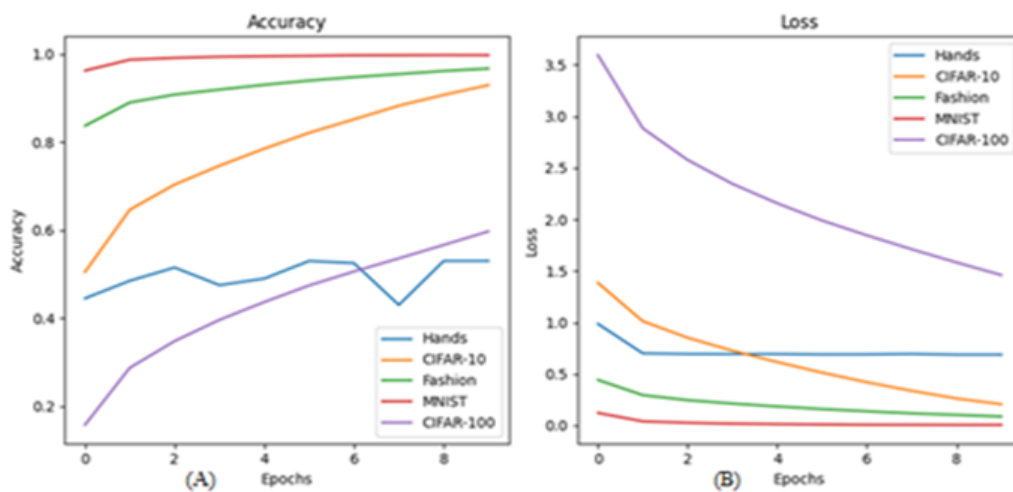 Accuracy
1.0
0.8
0.6
0.4
0.2
Accuracy
Hands
CIFAR-10
Fashion
MNIST
CIFAR-100
0 2 4 6 8
(A) Epochs
Loss
3.5
3.0
2.5
2.0
1.5
1.0
0.5
0.0
Loss
Hands
CIFAR-10
Fashion
MNIST
CIFAR-100
0 2 4 6 8
(B) Epochs